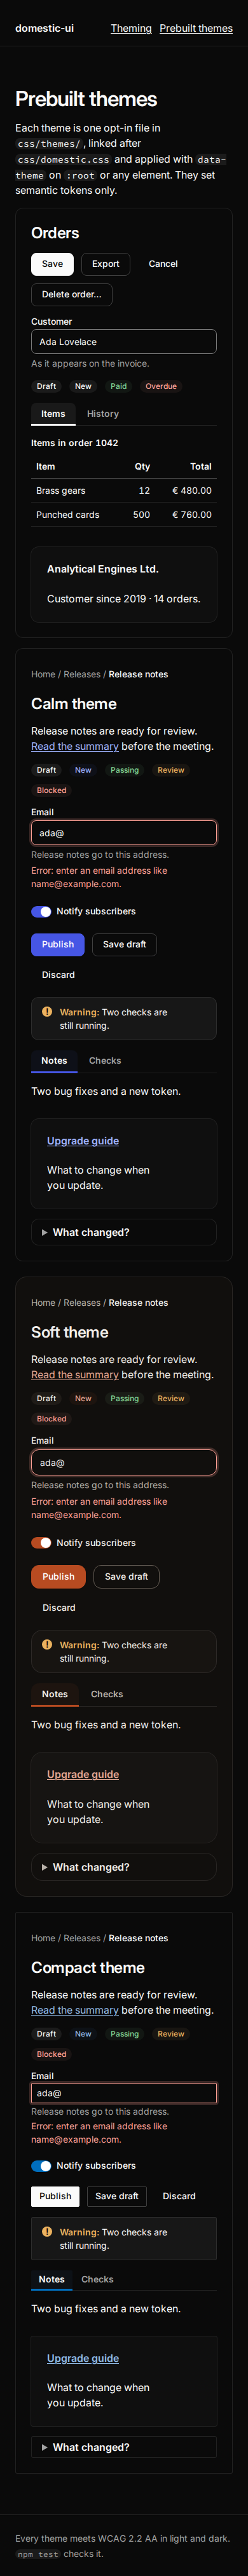 domestic-ui Theming Prebuilt themes
Prebuilt themes
Each theme is one opt-in file in
css/themes/, linked after
css/domestic.css and applied with data-
theme on :root or any element. They set
semantic tokens only.
Orders
Save Export Cancel
Delete order…
Customer
Ada Lovelace
As it appears on the invoice.
Draft New Paid Overdue
Items History
Items in order 1042
Item Qty Total
Brass gears 12 € 480.00
Punched cards 500 € 760.00
Analytical Engines Ltd.
Customer since 2019 · 14 orders.
Home / Releases / Release notes
Calm theme
Release notes are ready for review.
Read the summary before the meeting.
Draft New Passing Review
Blocked
Email
ada@
Release notes go to this address.
Error: enter an email address like
name@example.com.
Notify subscribers
Publish Save draft
Discard
Warning: Two checks are
still running.
Notes Checks
Two bug fixes and a new token.
Upgrade guide
What to change when
you update.
What changed?
Home / Releases / Release notes
Soft theme
Release notes are ready for review.
Read the summary before the meeting.
Draft New Passing Review
Blocked
Email
ada@
Release notes go to this address.
Error: enter an email address like
name@example.com.
Notify subscribers
Publish Save draft
Discard
Warning: Two checks are
still running.
Notes Checks
Two bug fixes and a new token.
Upgrade guide
What to change when
you update.
What changed?
Home / Releases / Release notes
Compact theme
Release notes are ready for review.
Read the summary before the meeting.
Draft New Passing Review
Blocked
Email
ada@
Release notes go to this address.
Error: enter an email address like
name@example.com.
Notify subscribers
Publish Save draft Discard
Warning: Two checks are
still running.
Notes Checks
Two bug fixes and a new token.
Upgrade guide
What to change when
you update.
What changed?
Every theme meets WCAG 2.2 AA in light and dark.
npm test checks it.